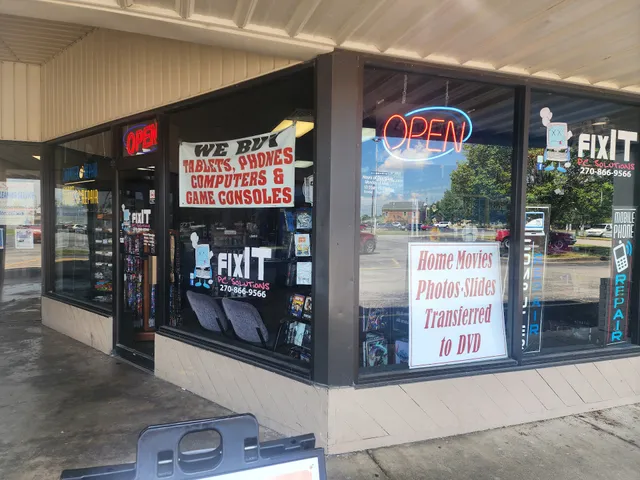 OPEN
WE BUY
TABLETS, PHONES
COMPUTERS &
GAME CONSOLES
FIXIT
PC SOLUTIONS
270-866-9566
FIXIT
OPEN
Home Movies
Photos-Slides
Transferred
to DVD
FIXIT
PC SOLUTIONS
270-866-9566
MOBILE
PHONE
REPAIR